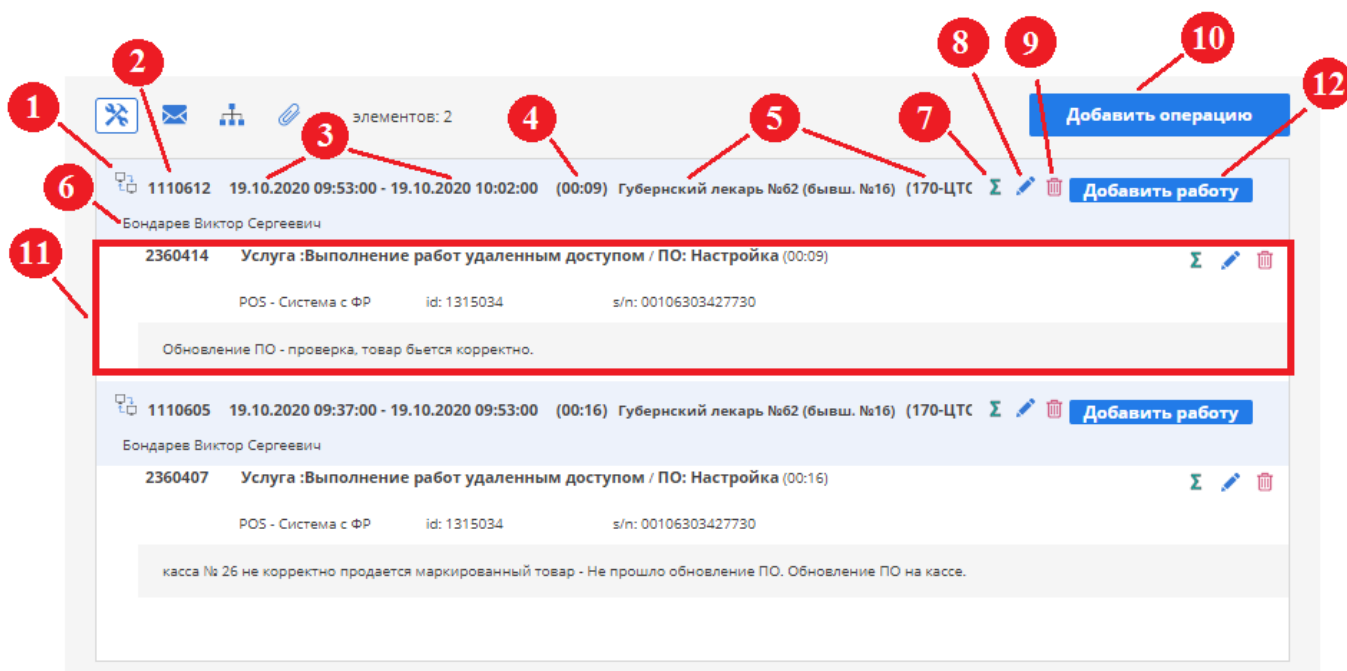 8 9 10
2 12
1 элементов: 2 3 4 5 7 Добавить операцию
1110612 19.10.2020 09:53:00 - 19.10.2020 10:02:00 (00:09) Губернский лекарь №62 (бывш. №16) (170-ЦТС Σ Добавить работу
6 Бондарев Виктор Сергеевич
11 2360414 Услуга :Выполнение работ удаленным доступом / ПО: Настройка (00:09) Σ
POS - Система с ФР id: 1315034 s/n: 00106303427730
Обновление ПО - проверка, товар бьется корректно.
1110605 19.10.2020 09:37:00 - 19.10.2020 09:53:00 (00:16) Губернский лекарь №62 (бывш. №16) (170-ЦТС Σ Добавить работу
Бондарев Виктор Сергеевич
2360407 Услуга :Выполнение работ удаленным доступом / ПО: Настройка (00:16) Σ
POS - Система с ФР id: 1315034 s/n: 00106303427730
касса № 26 не корректно продается маркированный товар - Не прошло обновление ПО. Обновление ПО на кассе.